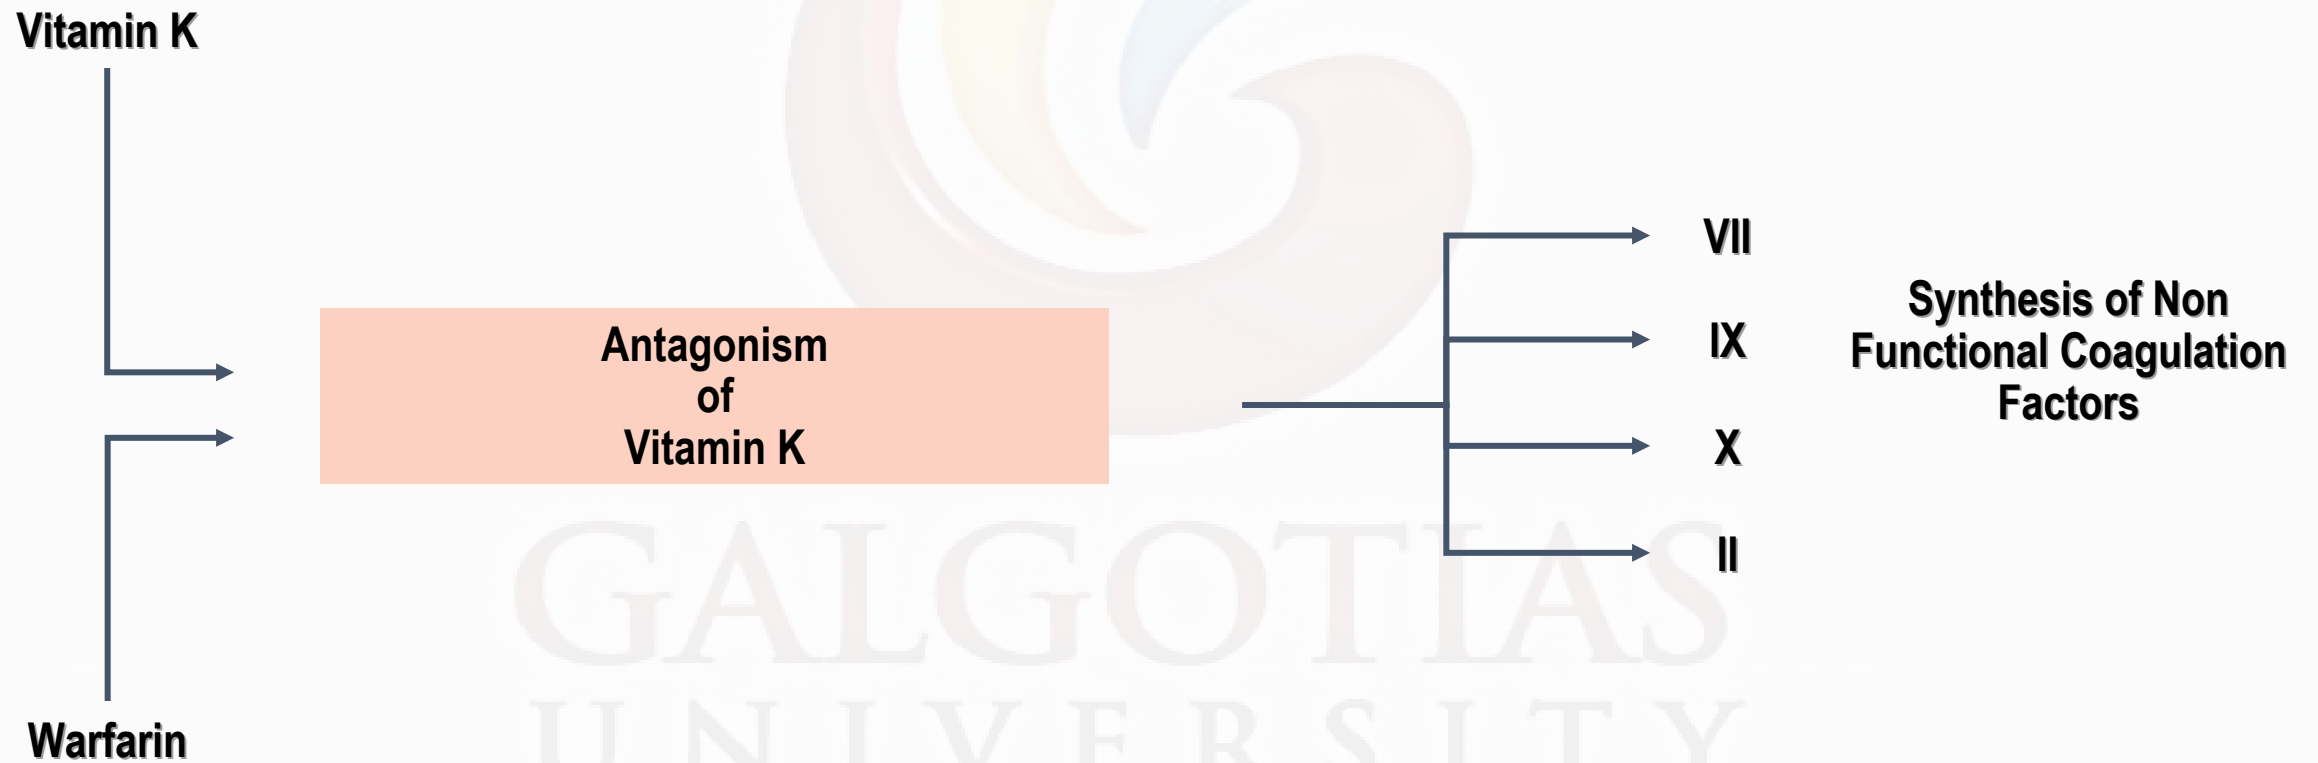 Vitamin K
Antagonism
of
Vitamin K
VII
IX
X
II
Synthesis of Non
Functional Coagulation
Factors
Warfarin
GALGOTIAS
UNIVERSITY